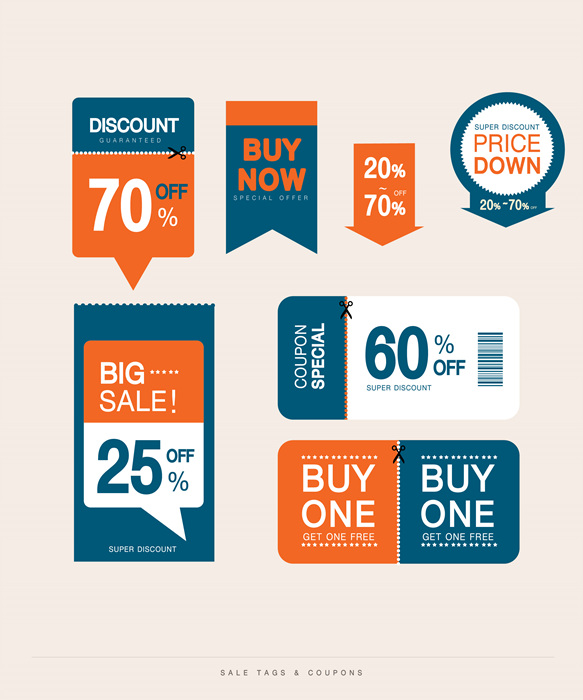 DISCOUNT
GUARANTEED
70 OFF
%
BUY
NOW
SPECIAL OFFER
20%
~ OFF
70%
SUPER DISCOUNT
PRICE
DOWN
20% ~70% OFF
BIG *****
SALE!
25 OFF
%
SUPER DISCOUNT
COUPON
SPECIAL
60 %
OFF
SUPER DISCOUNT
BUY
ONE
GET ONE FREE
BUY
ONE
GET ONE FREE
SALE TAGS & COUPONS